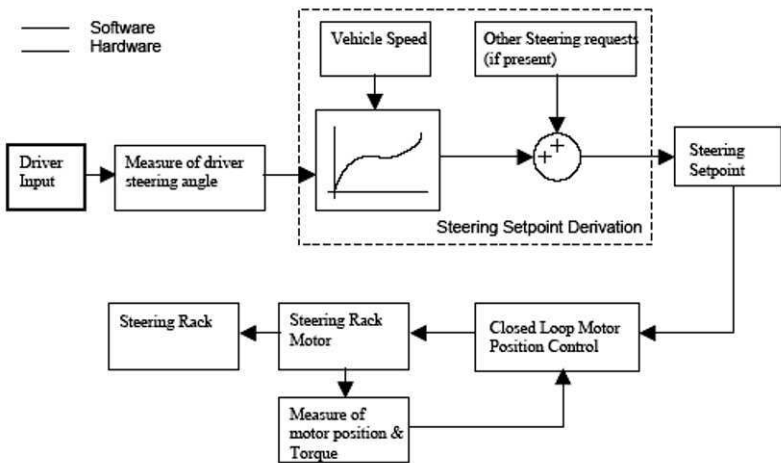 Software
Hardware
Vehicle Speed
Other Steering requests
(if present)
Driver
Input
Measure of driver
steering angle
+
+
Steering
Setpoint
Steering Setpoint Derivation
Steering Rack
Steering Rack
Motor
Closed Loop Motor
Position Control
Measure of
motor position &
Torque